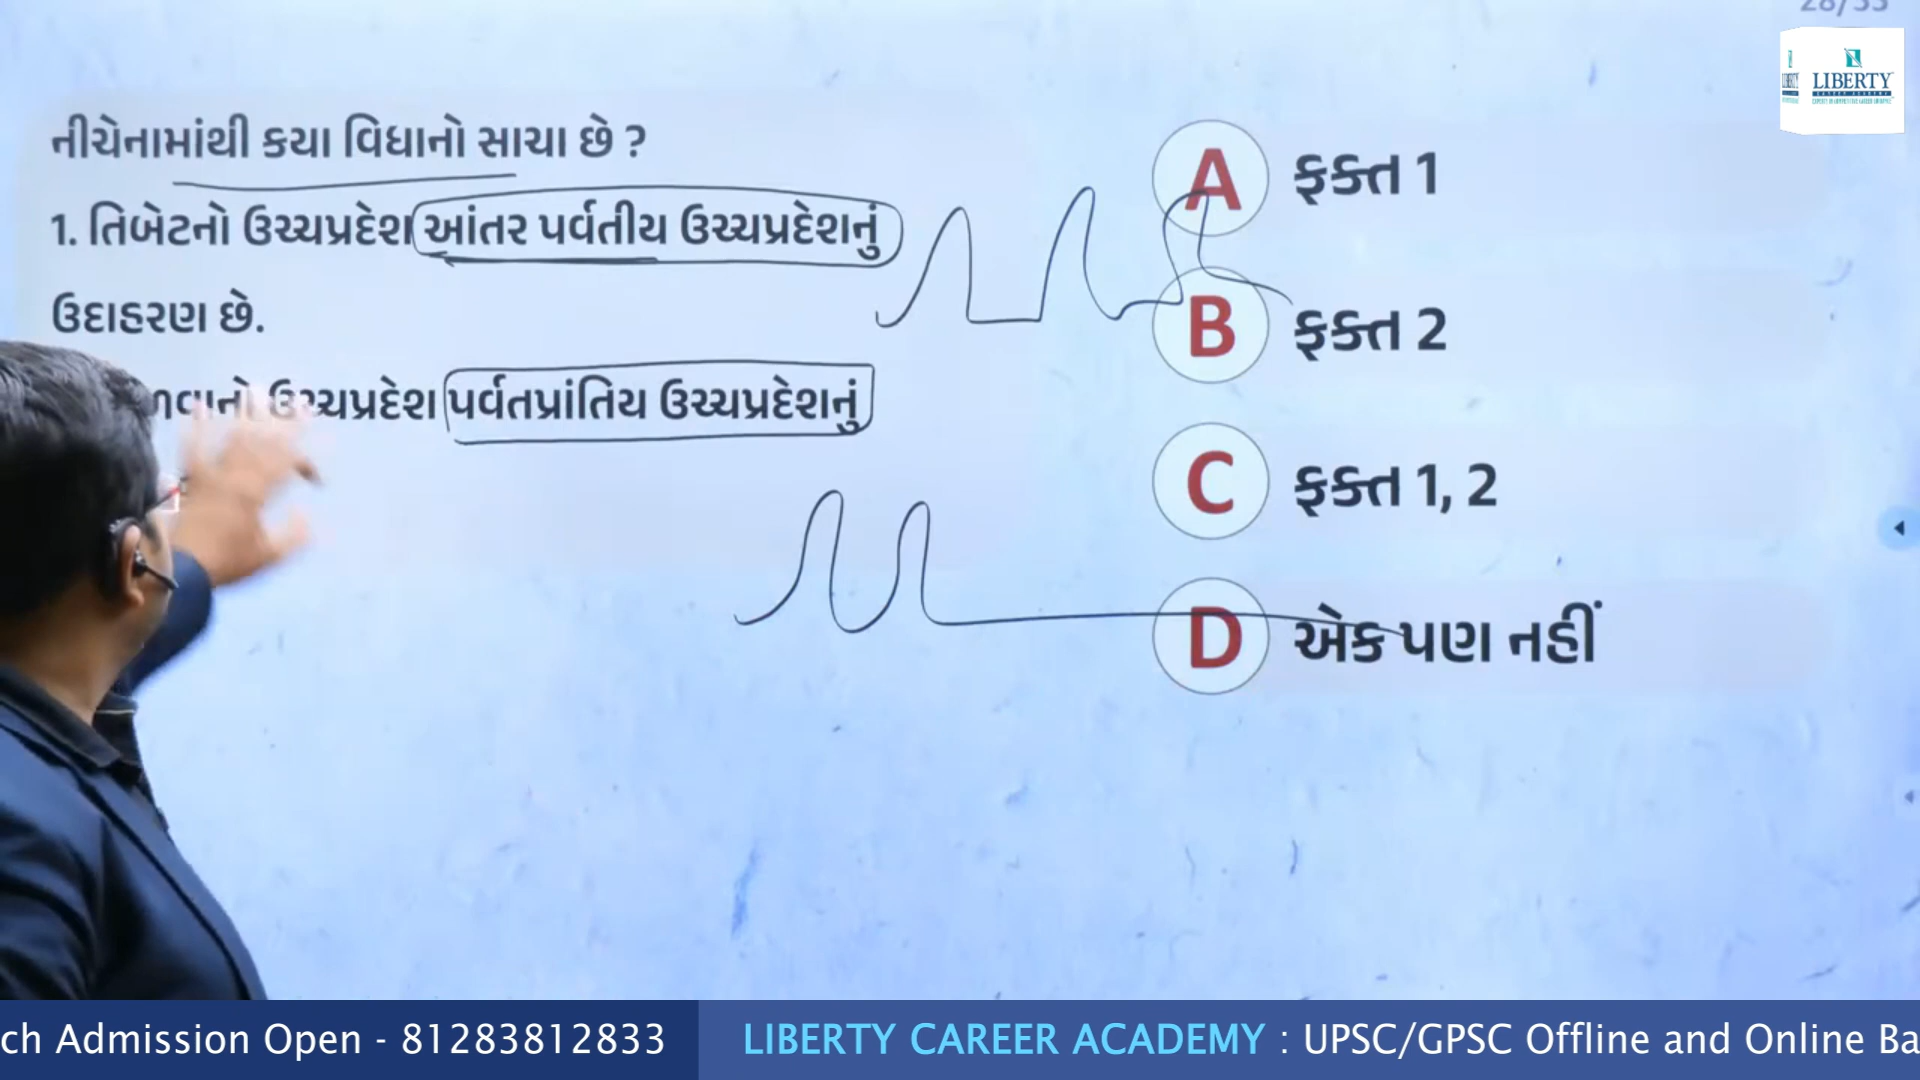 નીચેનામાંથી કયા વિધાનો સાચા છે ?
1. તિબેટનો ઉચ્ચપ્રદેશ આંતર પર્વતીય ઉચ્ચપ્રદેશનું
ઉદાહરણ છે.
ઉચ્ચપ્રદેશ પર્વતપ્રાંતિય ઉચ્ચપ્રદેશનું
A ફક્ત 1
B ફક્ત 2
C ફક્ત 1, 2
D એક પણ નહીં
LIBERTY
ch Admission Open - 81283812833
LIBERTY CAREER ACADEMY : UPSC/GPSC Offline and Online Ba